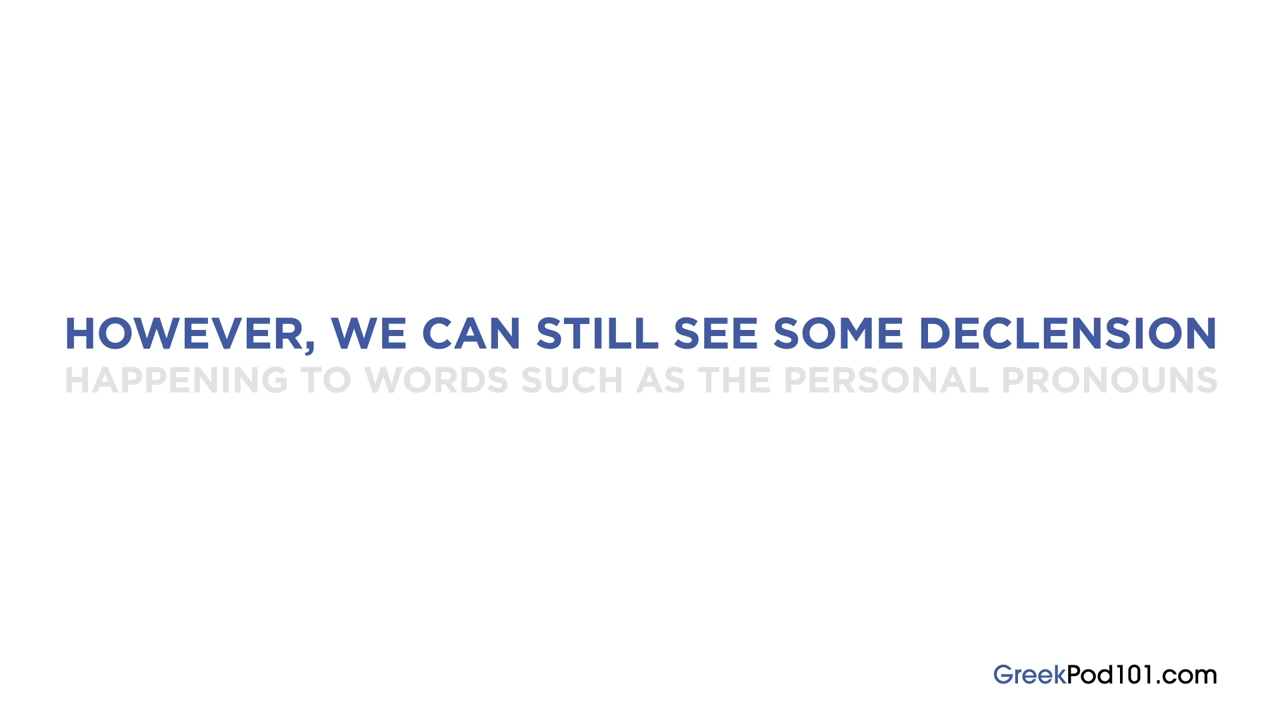 HOWEVER, WE CAN STILL SEE SOME DECLENSION
HAPPENING TO WORDS SUCH AS THE PERSONAL PRONOUNS
GreekPod101.com